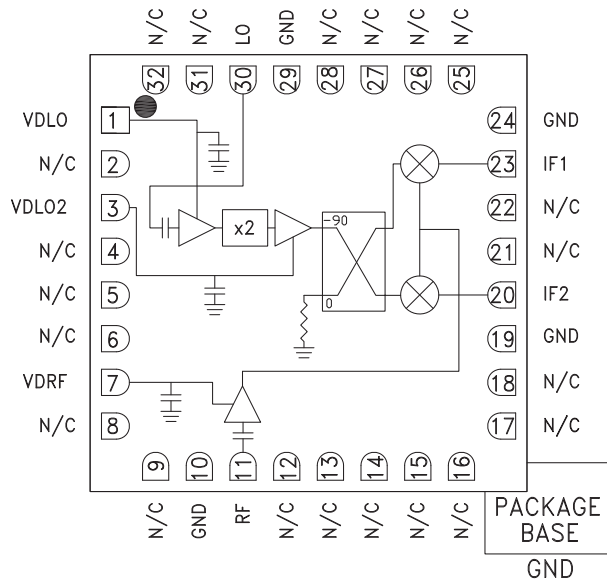 N/C
N/C
LO
GND
N/C
N/C
N/C
N/C
32
31
30
29
28
27
26
25
VDLO 1
24 GND
N/C 2
23 IF1
VDLO2 3
22 N/C
N/C 4
21 N/C
N/C 5
20 IF2
N/C 6
19 GND
VDRF 7
18 N/C
N/C 8
17 N/C
x2
-90
0
9
10
11
12
13
14
15
16
N/C
GND
RF
N/C
N/C
N/C
N/C
N/C
PACKAGE
BASE
GND